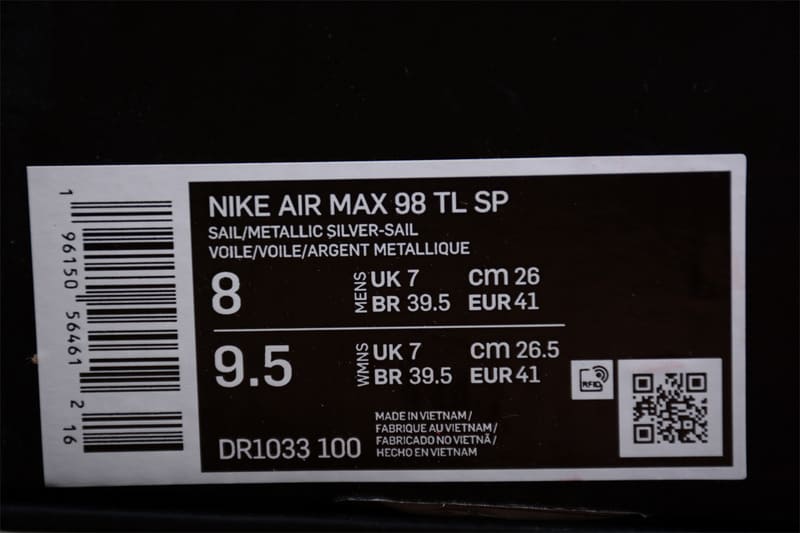 NIKE AIR MAX 98 TL SP
SAIL/METALLIC SILVER-SAIL
VOILE/VOILE/ARGENT METALLIQUE
8 MENS UK 7 cm 26
BR 39.5 EUR 41
9.5 WMNS UK 7 cm 26.5
BR 39.5 EUR 41
RFID
DR1033 100
MADE IN VIETNAM/
FABRIQUE AU VIETNAM/
FABRICADO NO VIETNÃ/
HECHO EN VIETNAM
1 96150 56461 2 16